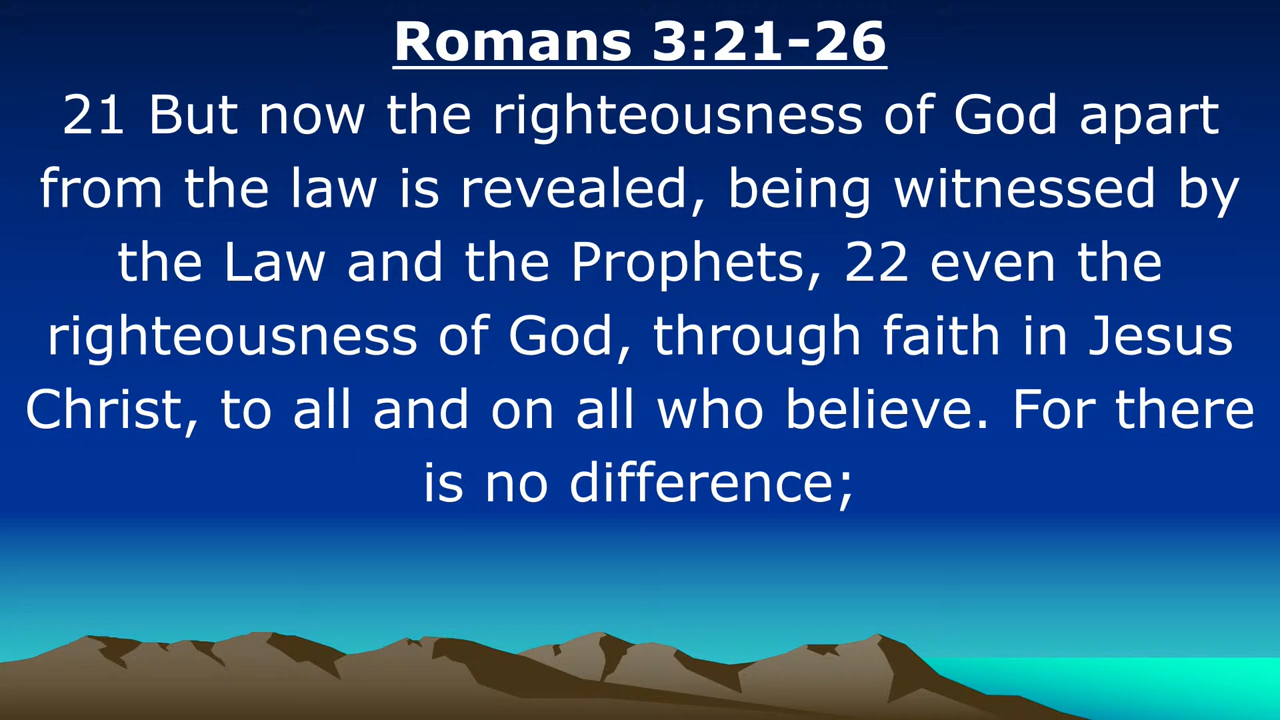 Romans 3:21-26
21 But now the righteousness of God apart
from the law is revealed, being witnessed by
the Law and the Prophets, 22 even the
righteousness of God, through faith in Jesus
Christ, to all and on all who believe. For there
is no difference;